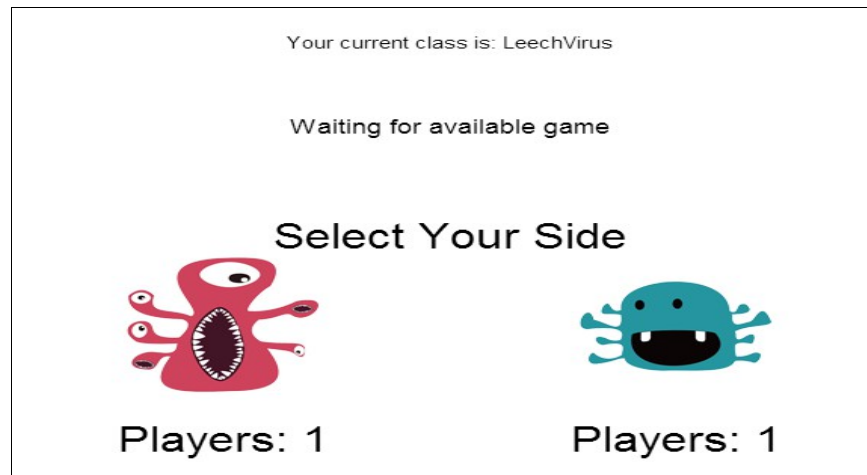 Your current class is: LeechVirus
Waiting for available game
Select Your Side
Players: 1
Players: 1